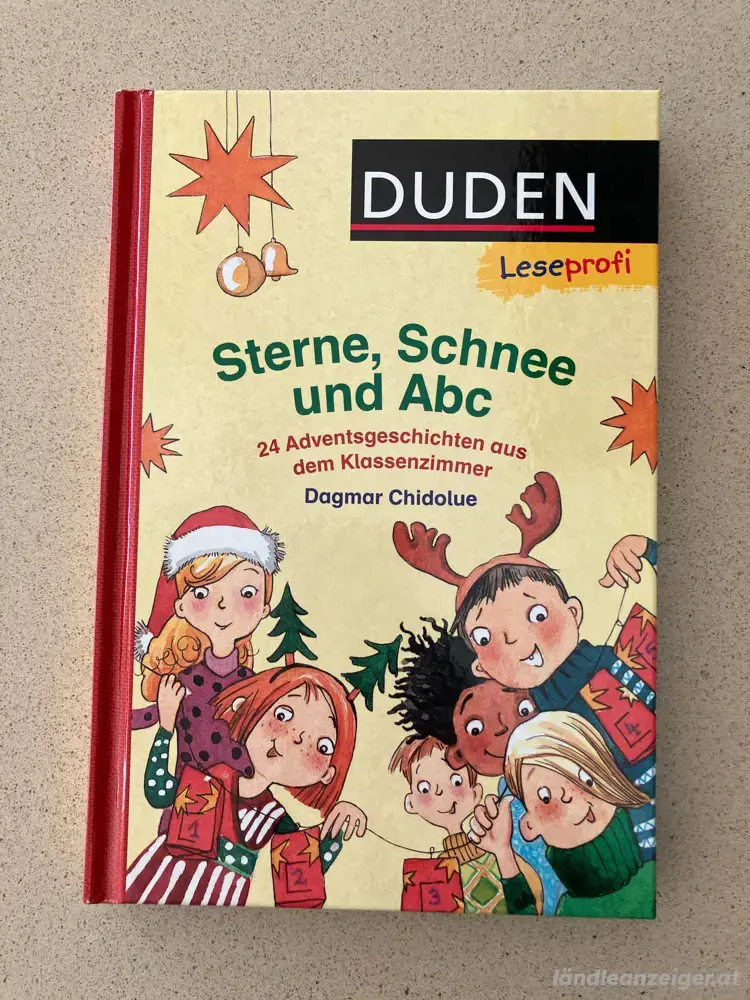 DUDEN
Leseprofi
Sterne, Schnee
und Abc
24 Adventsgeschichten aus
dem Klassenzimmer
Dagmar Chidolue
1
2
3
4
5
ländleanzeiger.at